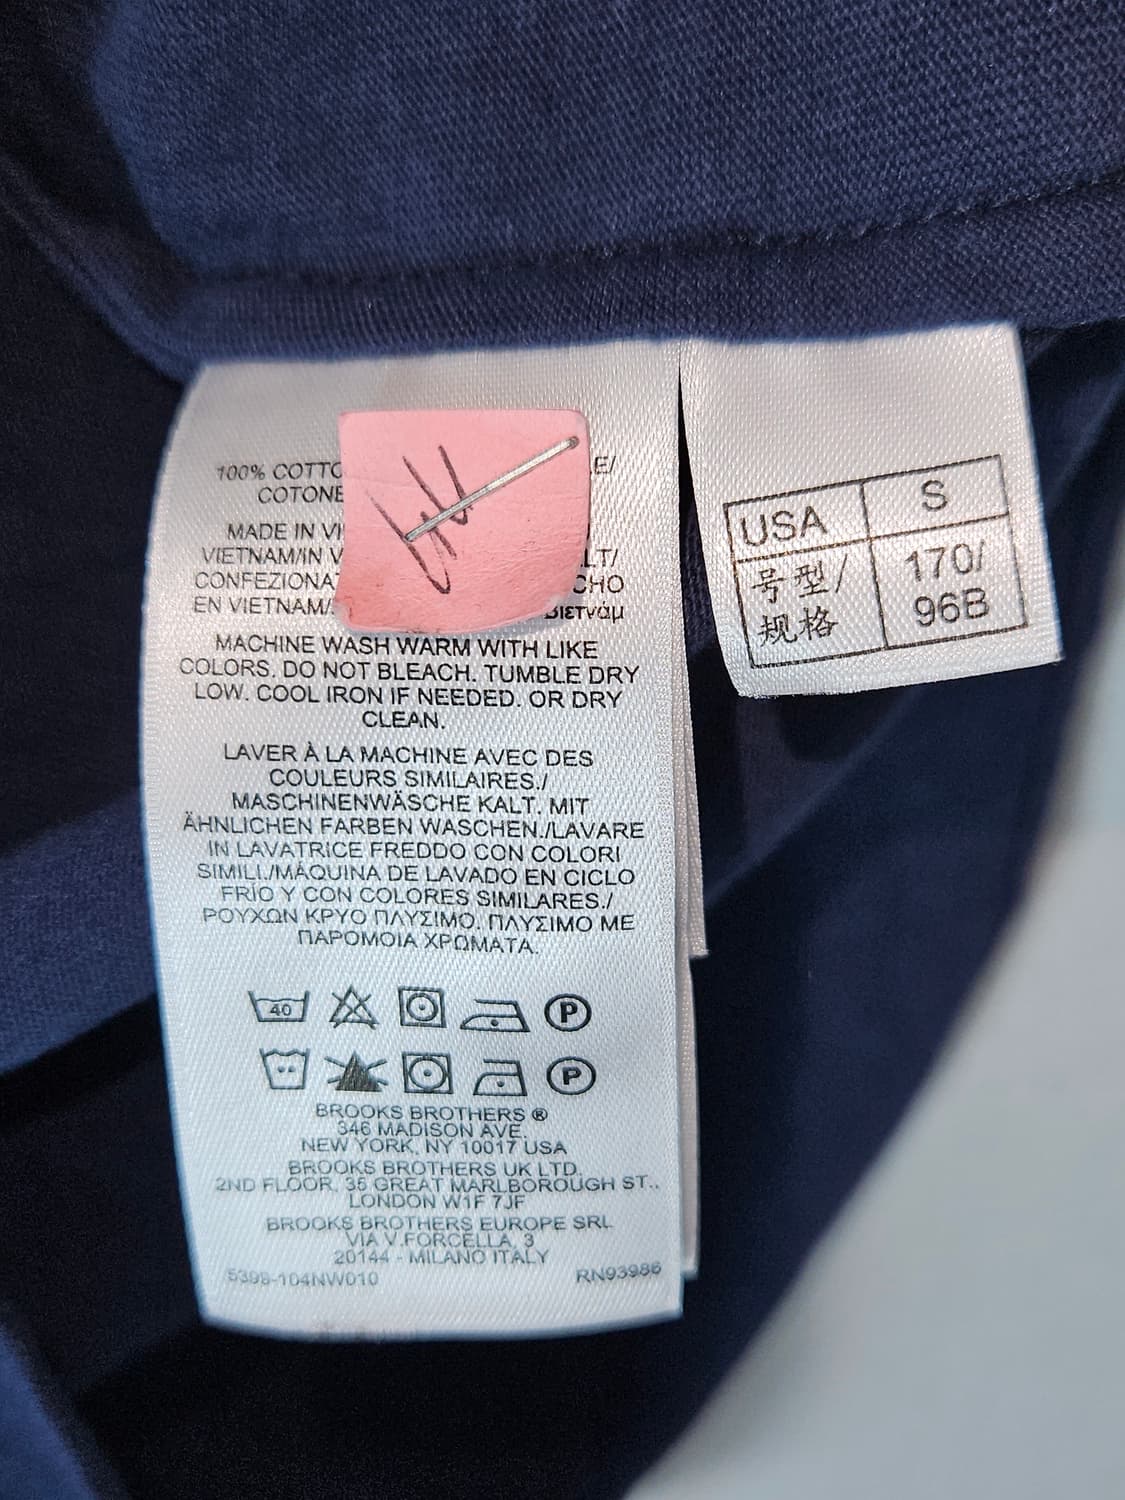 100% COTTO
E/
COTONE
MADE IN VI
VIETNAM/IN V
LT/
CONFEZIONA
CHO
EN VIETNAM/
Βιετνάμ
MACHINE WASH WARM WITH LIKE
COLORS. DO NOT BLEACH. TUMBLE DRY
LOW. COOL IRON IF NEEDED. OR DRY
CLEAN.
LAVER À LA MACHINE AVEC DES
COULEURS SIMILAIRES./
MASCHINENWÄSCHE KALT. MIT
ÄHNLICHEN FARBEN WASCHEN./LAVARE
IN LAVATRICE FREDDO CON COLORI
SIMILI./MÁQUINA DE LAVADO EN CICLO
FRÍO Y CON COLORES SIMILARES./
ΡΟΥΧΩΝ ΚΡΥΟ ΠΛΥΣΙΜΟ. ΠΛΥΣΙΜΟ ΜΕ
ΠΑΡΟΜΟΙΑ ΧΡΩΜΑΤΑ.
40
P
P
BROOKS BROTHERS ®
346 MADISON AVE.
NEW YORK, NY 10017 USA
BROOKS BROTHERS UK LTD.
2ND FLOOR, 35 GREAT MARLBOROUGH ST.,
LONDON W1F 7JF
BROOKS BROTHERS EUROPE SRL
VIA V.FORCELLA, 3
20144 - MILANO ITALY
5399-104NW010 RN93986
USA S
号型/ 170/
规格 96B